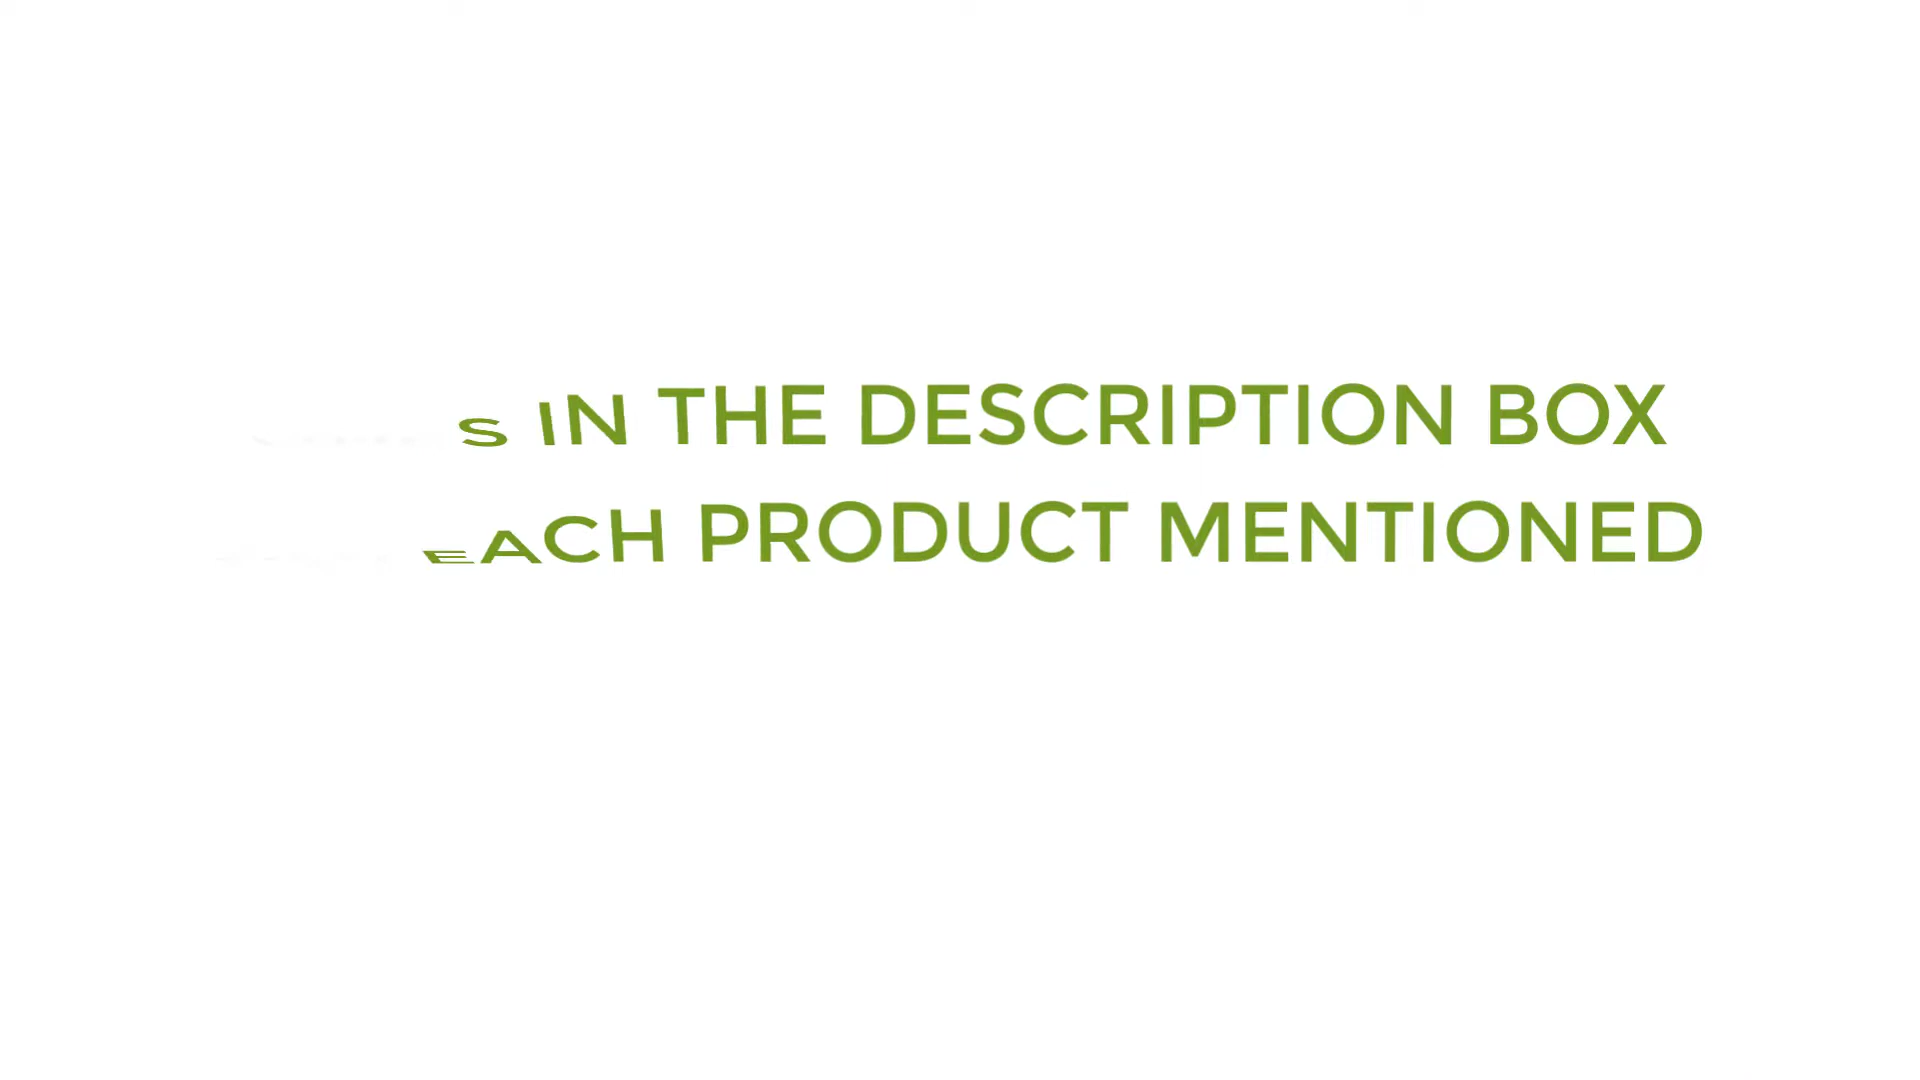 S IN THE DESCRIPTION BOX
EACH PRODUCT MENTIONED